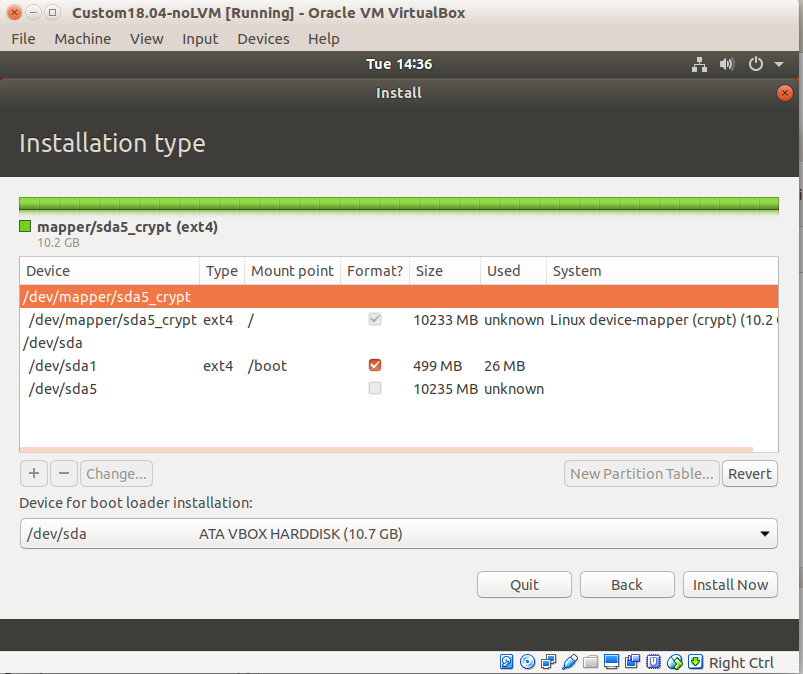 Custom18.04-noLVM [Running] - Oracle VM VirtualBox
File Machine View Input Devices Help
Tue 14:36
Install
Installation type
mapper/sda5_crypt (ext4)
10.2 GB
Device Type Mount point Format? Size Used System
/dev/mapper/sda5_crypt
/dev/mapper/sda5_crypt ext4 / 10233 MB unknown Linux device-mapper (crypt) (10.2
/dev/sda
/dev/sda1 ext4 /boot 499 MB 26 MB
/dev/sda5 10235 MB unknown
+ − Change... New Partition Table... Revert
Device for boot loader installation:
/dev/sda ATA VBOX HARDDISK (10.7 GB)
Quit Back Install Now
Right Ctrl